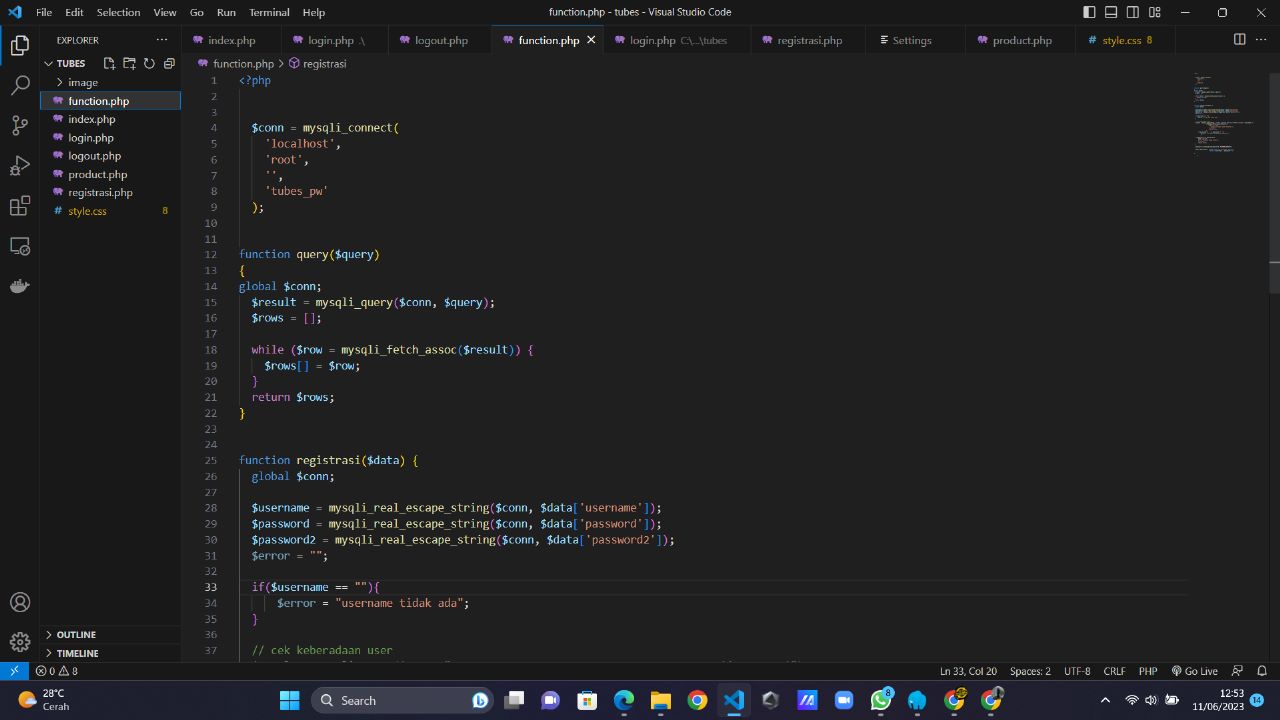 File Edit Selection View Go Run Terminal Help
function.php - tubes - Visual Studio Code
EXPLORER
index.php
login.php .\
logout.php
function.php
login.php C:\...\tubes
registrasi.php
Settings
product.php
style.css 8
TUBES
image
function.php
index.php
login.php
logout.php
product.php
registrasi.php
# style.css 8
OUTLINE
TIMELINE
function.php > registrasi
1 <?php
2
3
4 $conn = mysqli_connect(
5 'localhost',
6 'root',
7 '',
8 'tubes_pw'
9 );
10
11
12 function query($query)
13 {
14 global $conn;
15 $result = mysqli_query($conn, $query);
16 $rows = [];
17
18 while ($row = mysqli_fetch_assoc($result)) {
19 $rows[] = $row;
20 }
21 return $rows;
22 }
23
24
25 function registrasi($data) {
26 global $conn;
27
28 $username = mysqli_real_escape_string($conn, $data['username']);
29 $password = mysqli_real_escape_string($conn, $data['password']);
30 $password2 = mysqli_real_escape_string($conn, $data['password2']);
31 $error = "";
32
33 if($username == ""){
34 $error = "username tidak ada";
35 }
36
37 // cek keberadaan user
0 8
Ln 33, Col 20 Spaces: 2 UTF-8 CRLF PHP Go Live
28°C
Cerah
Search
8
12:53
11/06/2023
14